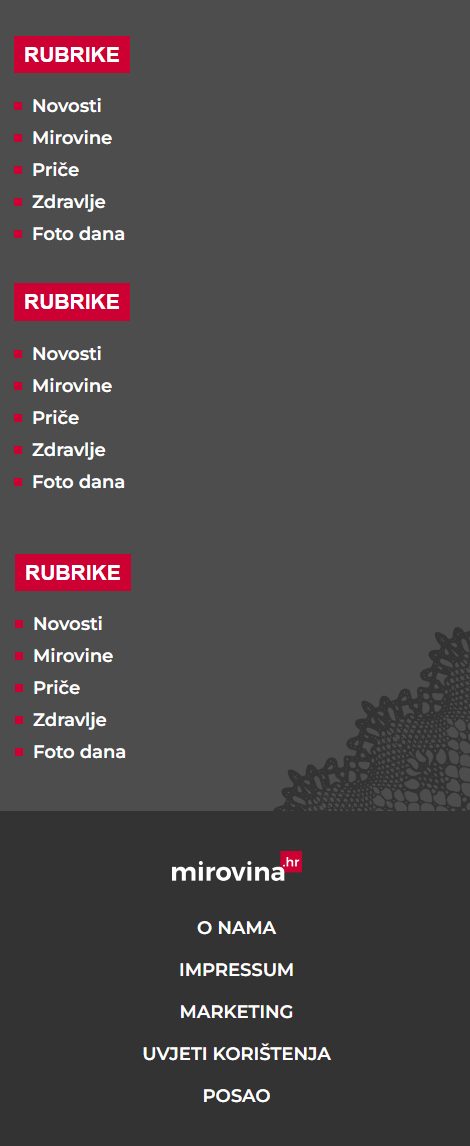 RUBRIKE
Novosti
Mirovine
Priče
Zdravlje
Foto dana
RUBRIKE
Novosti
Mirovine
Priče
Zdravlje
Foto dana
RUBRIKE
Novosti
Mirovine
Priče
Zdravlje
Foto dana
mirovina.hr
O NAMA
IMPRESSUM
MARKETING
UVJETI KORIŠTENJA
POSAO